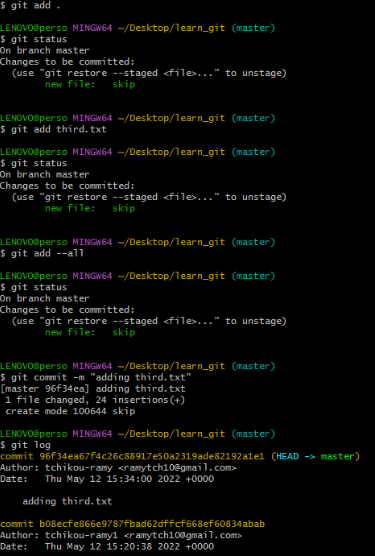 $ git add .
LENOVO@perso MINGW64 ~/Desktop/learn_git (master)
$ git status
On branch master
Changes to be committed:
  (use "git restore --staged <file>..." to unstage)
        new file:   skip
LENOVO@perso MINGW64 ~/Desktop/learn_git (master)
$ git add third.txt
LENOVO@perso MINGW64 ~/Desktop/learn_git (master)
$ git status
On branch master
Changes to be committed:
  (use "git restore --staged <file>..." to unstage)
        new file:   skip
LENOVO@perso MINGW64 ~/Desktop/learn_git (master)
$ git add --all
LENOVO@perso MINGW64 ~/Desktop/learn_git (master)
$ git status
On branch master
Changes to be committed:
  (use "git restore --staged <file>..." to unstage)
        new file:   skip
LENOVO@perso MINGW64 ~/Desktop/learn_git (master)
$ git commit -m "adding third.txt"
[master 96f34ea] adding third.txt
 1 file changed, 24 insertions(+)
 create mode 100644 skip
LENOVO@perso MINGW64 ~/Desktop/learn_git (master)
$ git log
commit 96f34ea67f4c26c88917e50a2319ade82192a1e1 (HEAD -> master)
Author: tchikou-ramy <ramytch10@gmail.com>
Date:   Thu May 12 15:34:00 2022 +0000
    adding third.txt
commit b08ecfe866e9787fbad62dffcf668ef60834abab
Author: tchikou-ramy1 <ramytch10@gmail.com>
Date:   Thu May 12 15:20:38 2022 +0000